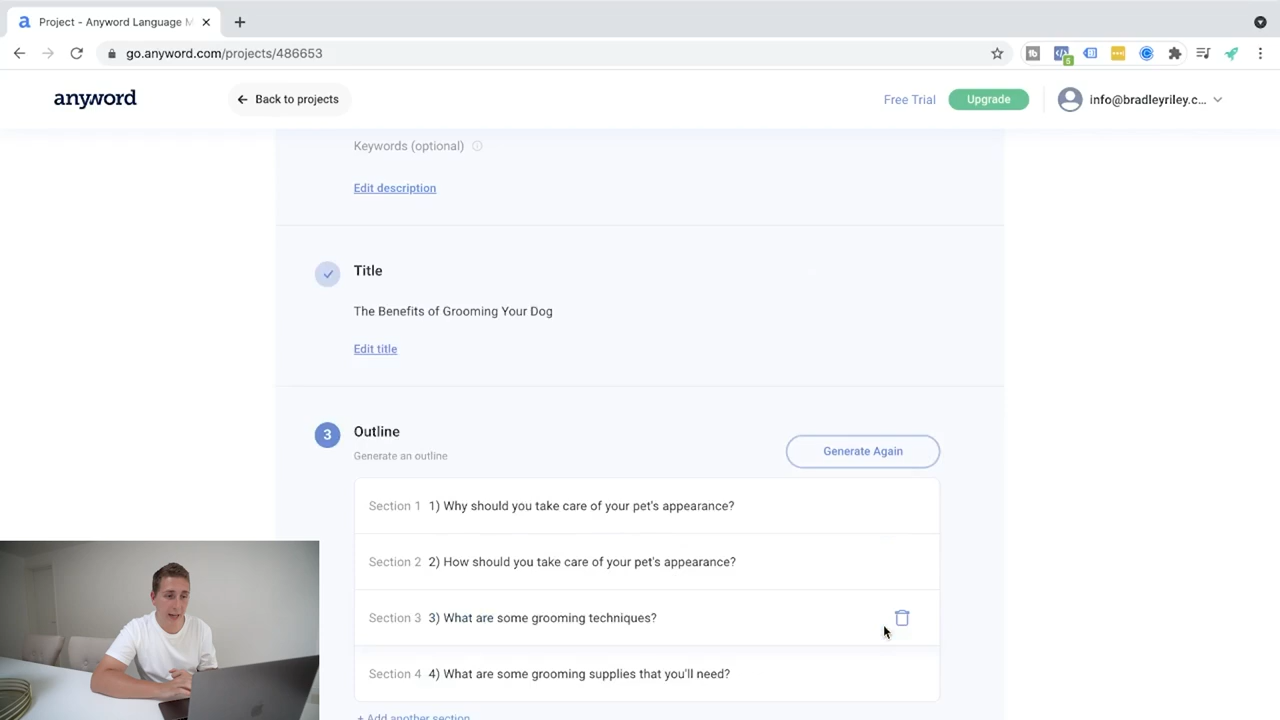 Project - Anyword Language M
go.anyword.com/projects/486653
5
anyword
Back to projects
Free Trial
Upgrade
info@bradleyriley.c...
Keywords (optional)
Edit description
Title
The Benefits of Grooming Your Dog
Edit title
3
Outline
Generate an outline
Generate Again
Section 1 1) Why should you take care of your pet's appearance?
Section 2 2) How should you take care of your pet's appearance?
Section 3 3) What are some grooming techniques?
Section 4 4) What are some grooming supplies that you'll need?
+ Add another section